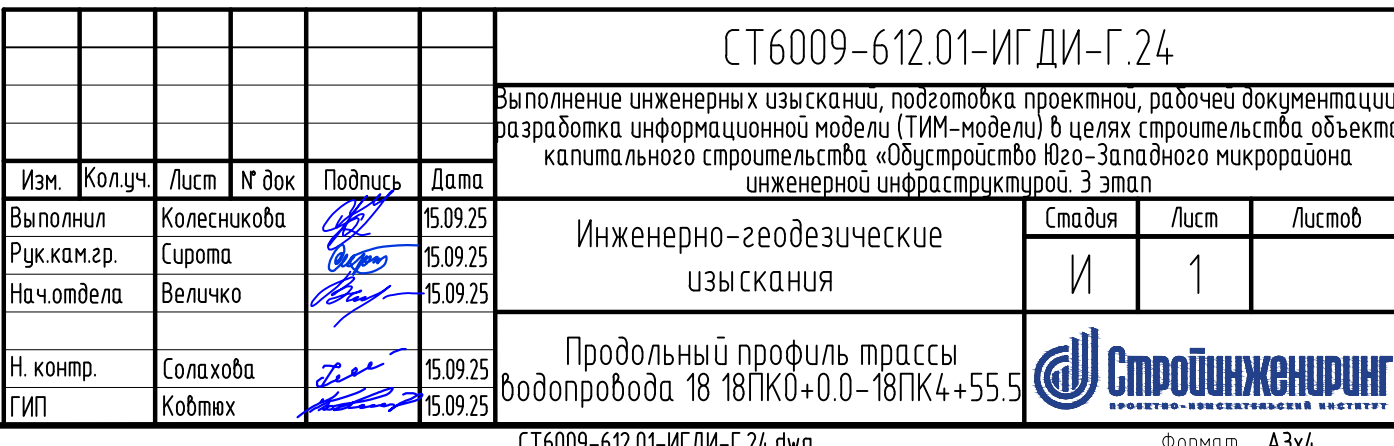 СТ6009-612.01-ИГДИ-Г.24
Выполнение инженерных изысканий, подготовка проектной, рабочей документации
разработка информационной модели (ТИМ-модели) в целях строительства объекта
капитального строительства «Обустройство Юго-Западного микрорайона
инженерной инфраструктурой. 3 этап
Изм. Кол.уч. Лист № док Подпись Дата
Выполнил Колесникова 15.09.25
Рук.кам.гр. Сирота 15.09.25
Нач.отдела Величко 15.09.25
Н. контр. Солахова 15.09.25
ГИП Ковтюх 15.09.25
Инженерно-геодезические
изыскания
Стадия Лист Листов
И 1
Продольный профиль трассы
водопровода 18 18ПК0+0.0-18ПК4+55.5
Стройинжениринг
ПРОЕКТНО-ИЗЫСКАТЕЛЬСКИЙ ИНСТИТУТ
СТ6009-612.01-ИГДИ-Г.24.dwg
Формат А3х4